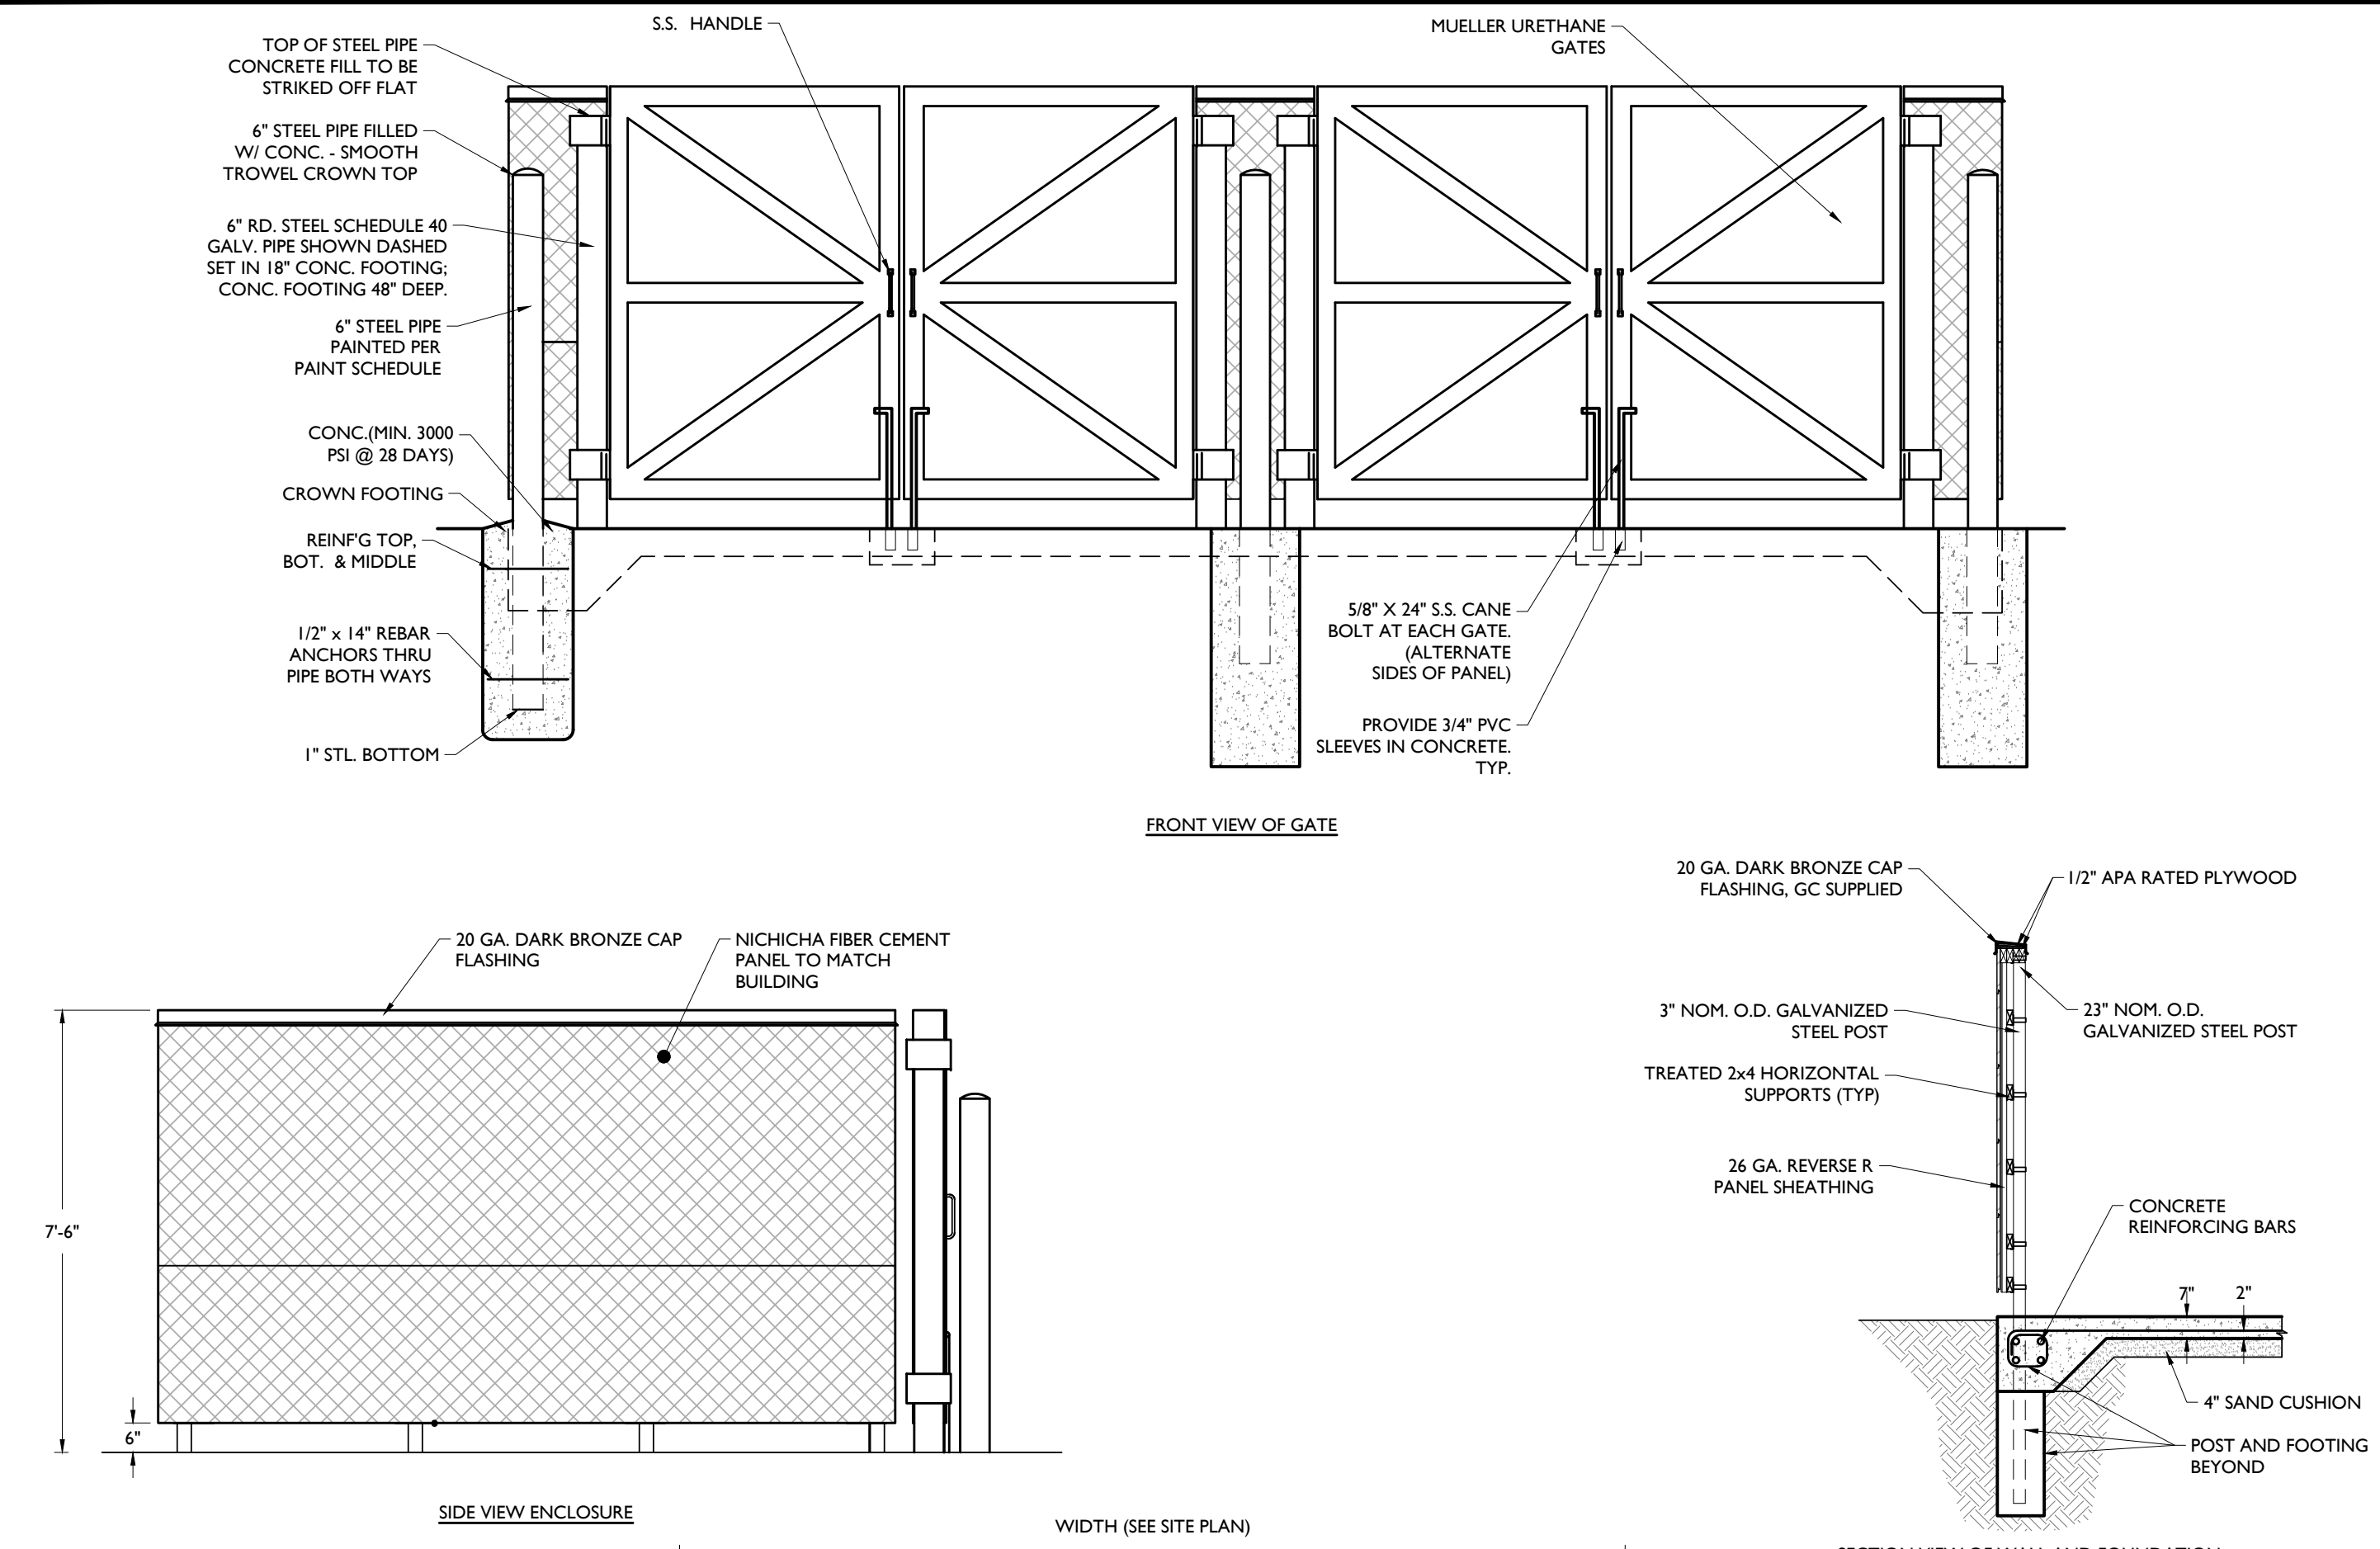 S.S. HANDLE
MUELLER URETHANE
GATES
TOP OF STEEL PIPE
CONCRETE FILL TO BE
STRIKED OFF FLAT
6" STEEL PIPE FILLED
W/ CONC. - SMOOTH
TROWEL CROWN TOP
6" RD. STEEL SCHEDULE 40
GALV. PIPE SHOWN DASHED
SET IN 18" CONC. FOOTING;
CONC. FOOTING 48" DEEP.
6" STEEL PIPE
PAINTED PER
PAINT SCHEDULE
CONC.(MIN. 3000
PSI @ 28 DAYS)
CROWN FOOTING
REINF'G TOP,
BOT. & MIDDLE
1/2" x 14" REBAR
ANCHORS THRU
PIPE BOTH WAYS
1" STL. BOTTOM
5/8" X 24" S.S. CANE
BOLT AT EACH GATE.
(ALTERNATE
SIDES OF PANEL)
PROVIDE 3/4" PVC
SLEEVES IN CONCRETE.
TYP.
FRONT VIEW OF GATE
20 GA. DARK BRONZE CAP
FLASHING
NICHICHA FIBER CEMENT
PANEL TO MATCH
BUILDING
7'-6"
6"
SIDE VIEW ENCLOSURE
WIDTH (SEE SITE PLAN)
20 GA. DARK BRONZE CAP
FLASHING, GC SUPPLIED
1/2" APA RATED PLYWOOD
3" NOM. O.D. GALVANIZED
STEEL POST
23" NOM. O.D.
GALVANIZED STEEL POST
TREATED 2x4 HORIZONTAL
SUPPORTS (TYP)
26 GA. REVERSE R
PANEL SHEATHING
CONCRETE
REINFORCING BARS
7"
2"
4" SAND CUSHION
POST AND FOOTING
BEYOND
SECTION VIEW OF WALL AND FOUNDATION